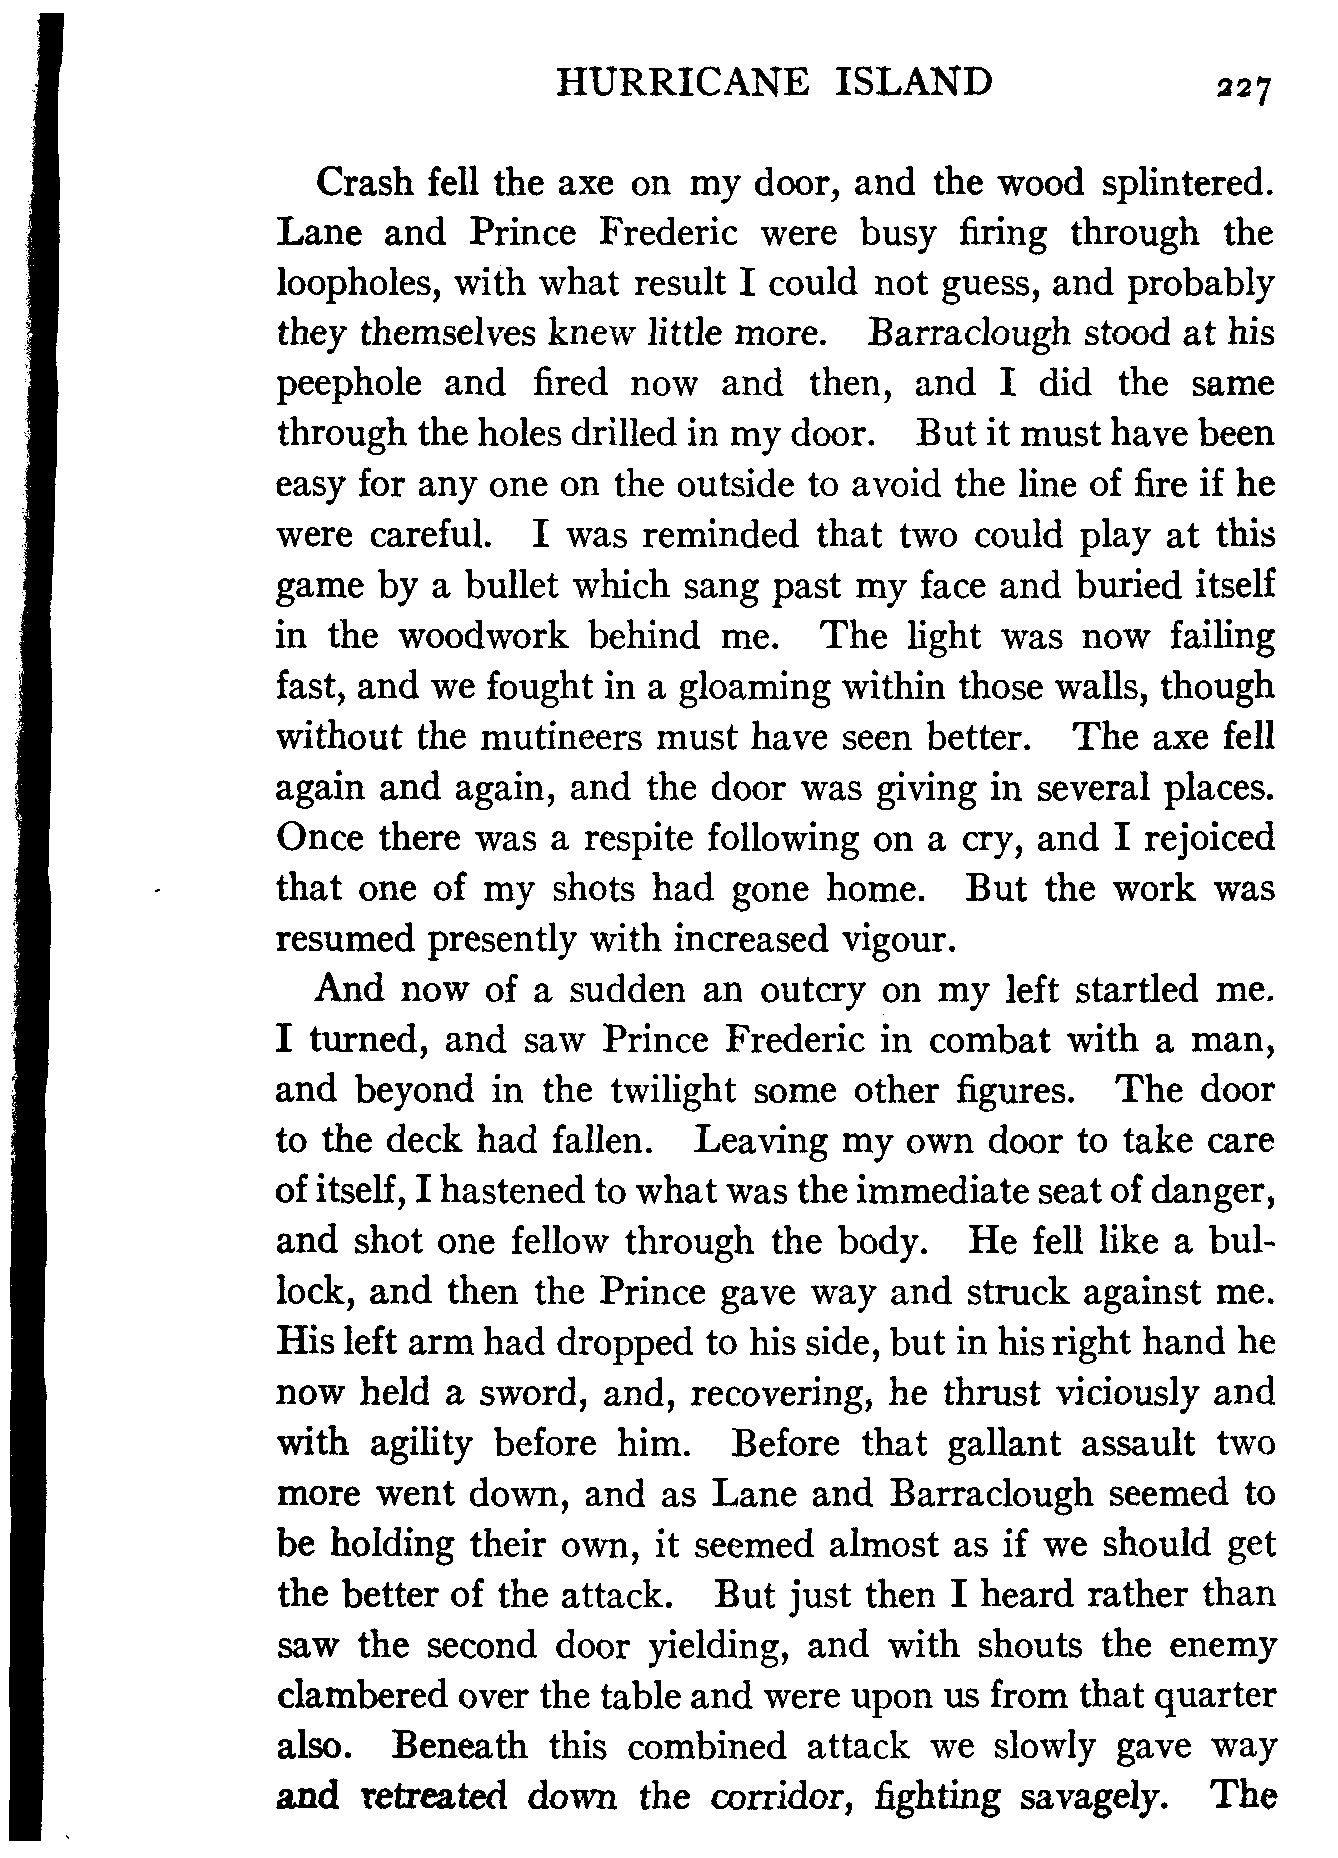 HURRICANE ISLAND 227
Crash fell the axe on my door, and the wood splintered.
Lane and Prince Frederic were busy firing through the
loopholes, with what result I could not guess, and probably
they themselves knew little more. Barraclough stood at his
peephole and fired now and then, and I did the same
through the holes drilled in my door. But it must have been
easy for any one on the outside to avoid the line of fire if he
were careful. I was reminded that two could play at this
game by a bullet which sang past my face and buried itself
in the woodwork behind me. The light was now failing
fast, and we fought in a gloaming within those walls, though
without the mutineers must have seen better. The axe fell
again and again, and the door was giving in several places.
Once there was a respite following on a cry, and I rejoiced
that one of my shots had gone home. But the work was
resumed presently with increased vigour.
And now of a sudden an outcry on my left startled me.
I turned, and saw Prince Frederic in combat with a man,
and beyond in the twilight some other figures. The door
to the deck had fallen. Leaving my own door to take care
of itself, I hastened to what was the immediate seat of danger,
and shot one fellow through the body. He fell like a bul-
lock, and then the Prince gave way and struck against me.
His left arm had dropped to his side, but in his right hand he
now held a sword, and, recovering, he thrust viciously and
with agility before him. Before that gallant assault two
more went down, and as Lane and Barraclough seemed to
be holding their own, it seemed almost as if we should get
the better of the attack. But just then I heard rather than
saw the second door yielding, and with shouts the enemy
clambered over the table and were upon us from that quarter
also. Beneath this combined attack we slowly gave way
and retreated down the corridor, fighting savagely. The